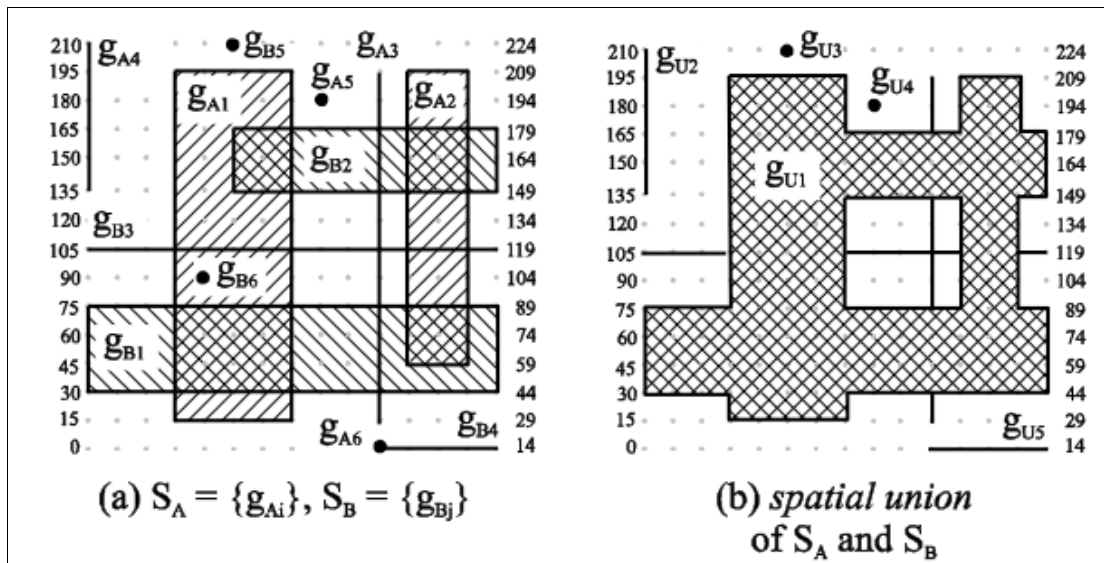 210 g_A4 g_B5 g_A3 224
195 g_A5 209
180 g_A1 g_A2 194
165 179
150 g_B2 164
135 149
120 g_B3 134
105 119
90 g_B6 104
75 89
60 g_B1 74
45 59
30 44
15 g_A6 g_B4 29
0 14
(a) S_A = {g_Ai}, S_B = {g_Bj}
210 g_U2 g_U3 224
195 g_U4 209
180 194
165 179
150 g_U1 164
135 149
120 134
105 119
90 104
75 89
60 74
45 59
30 44
15 g_U5 29
0 14
(b) spatial union
of S_A and S_B